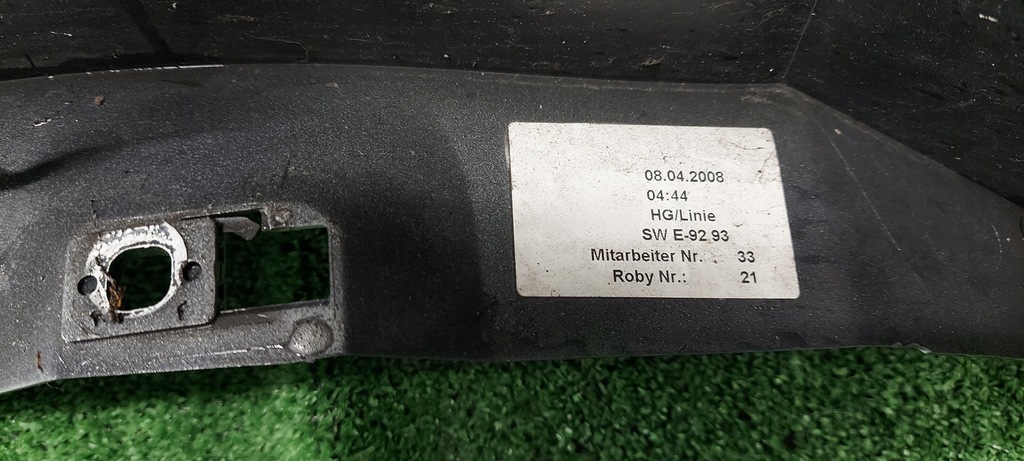 08.04.2008
04:44
HG/Linie
SW E-92 93
Mitarbeiter Nr. : 33
Roby Nr.: 21